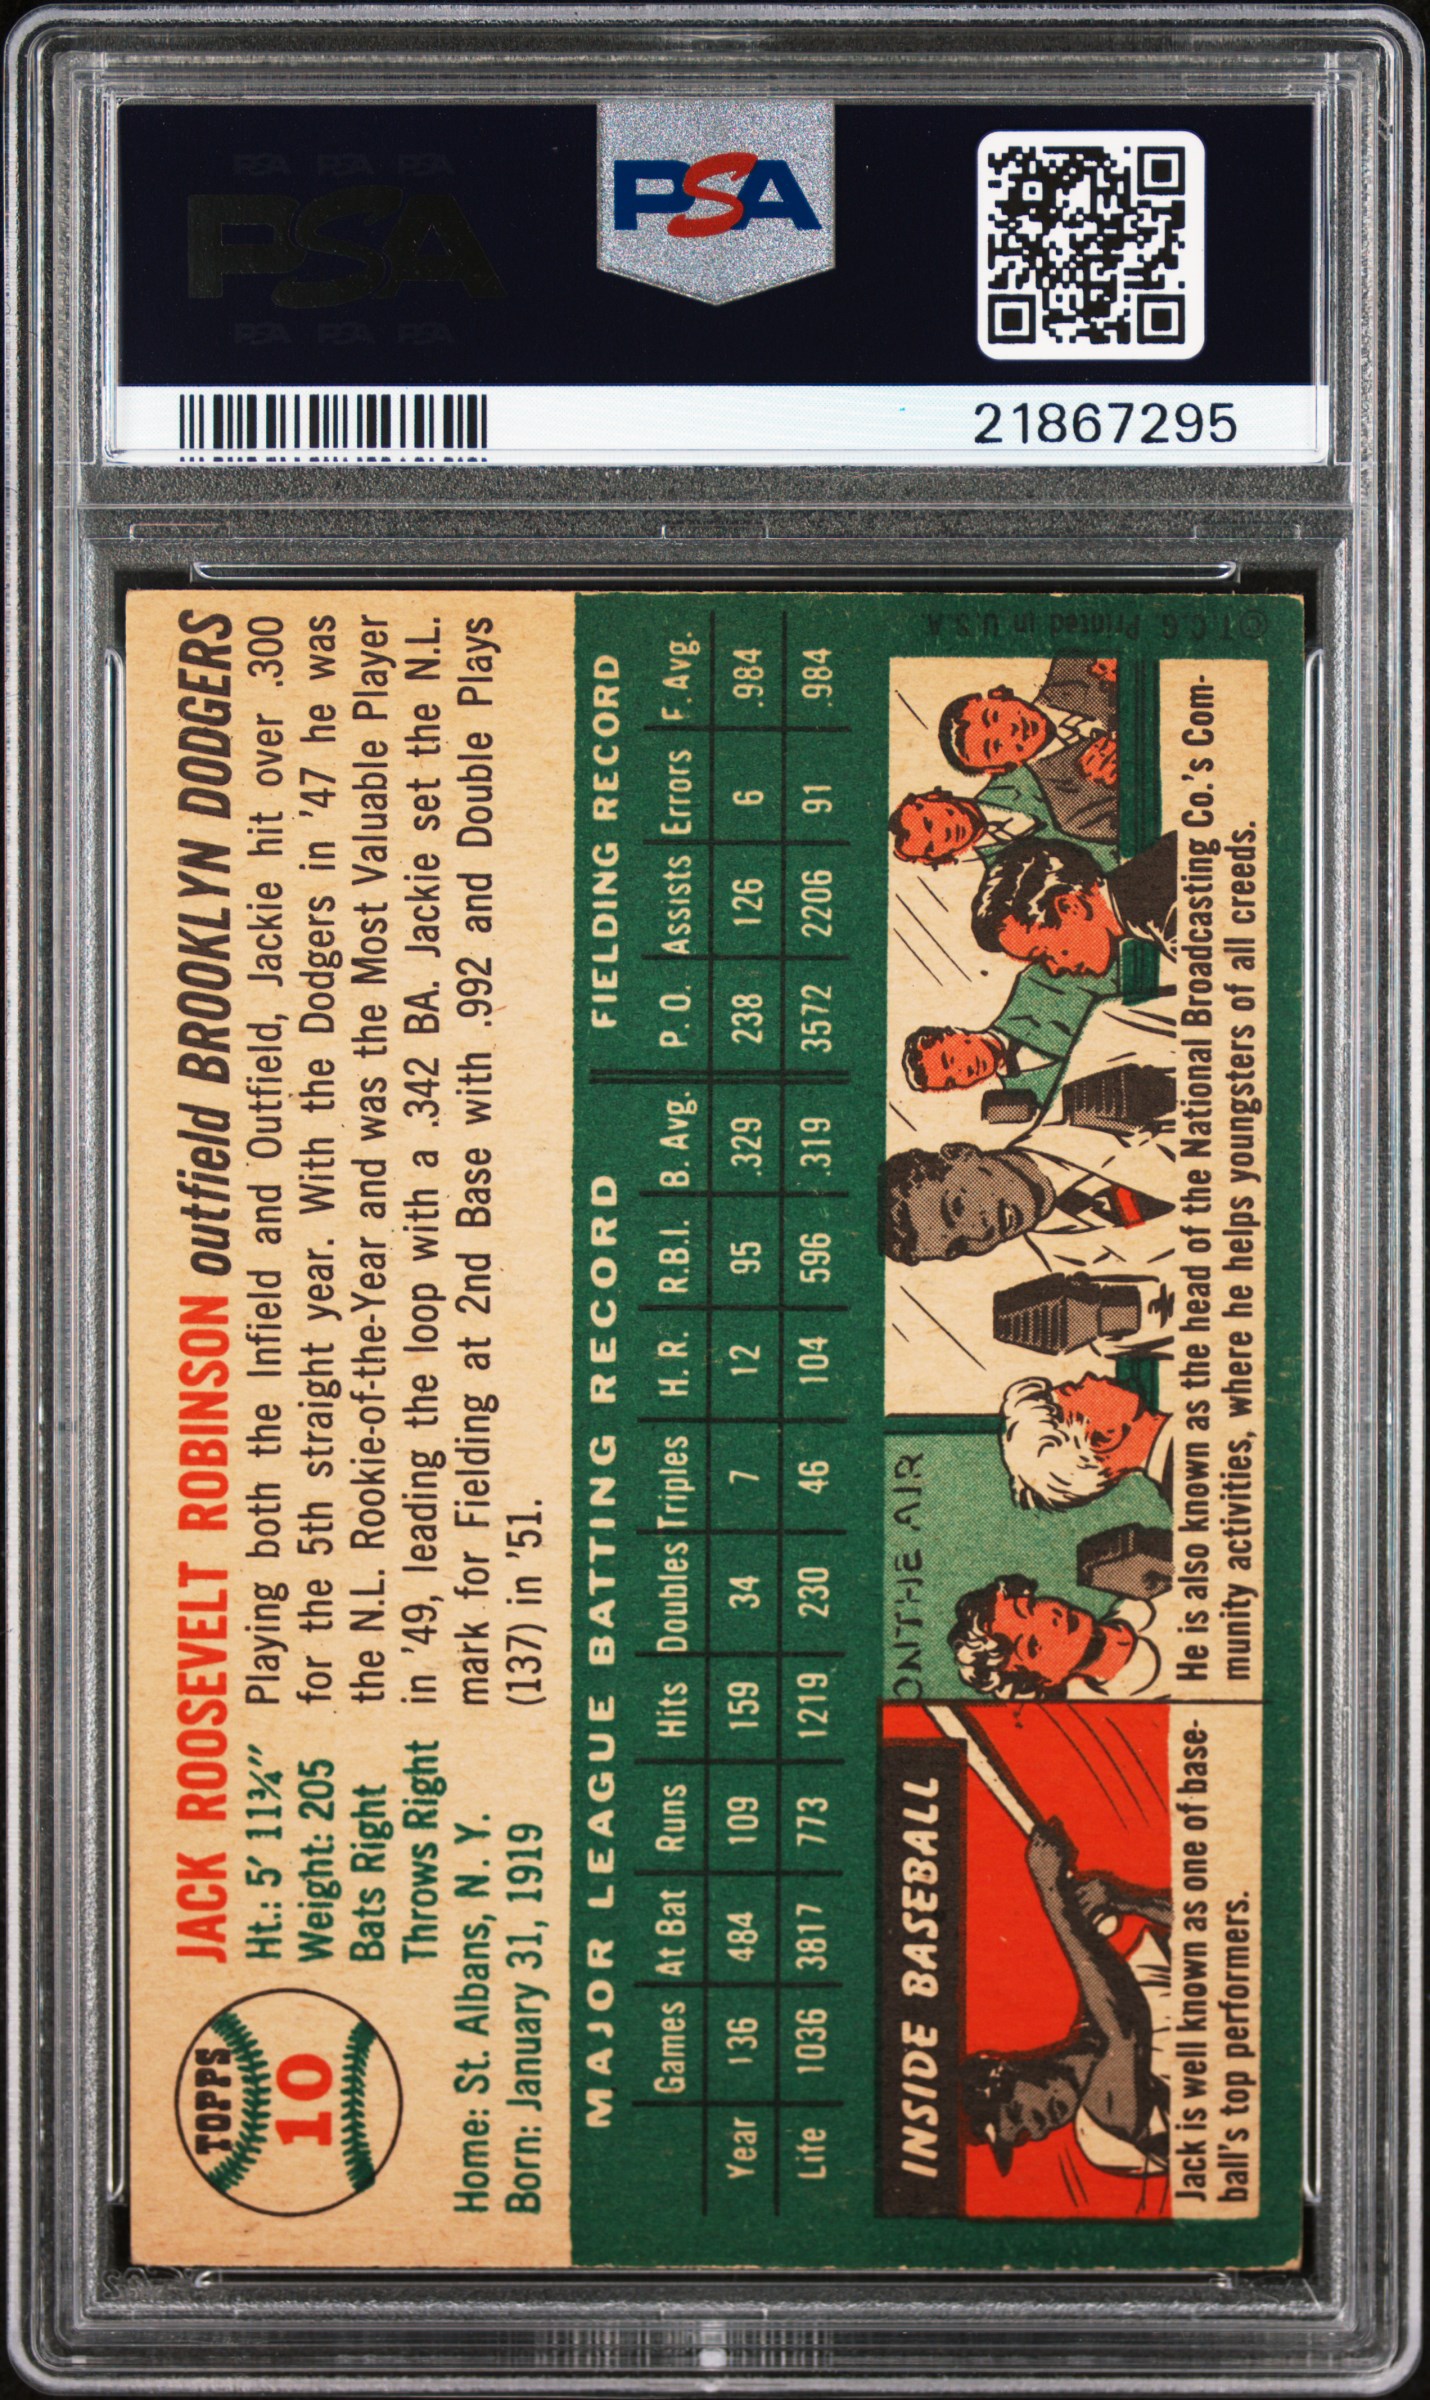 PSA PSA PSA
PSA
PSA PSA PSA
PSA
21867295
TOPPS
10
JACK ROOSEVELT ROBINSON outfield BROOKLYN DODGERS
Ht.: 5' 11¾"
Weight: 205
Bats Right
Throws Right
Home: St. Albans, N. Y.
Born: January 31, 1919
Playing both the Infield and Outfield, Jackie hit over .300
for the 5th straight year. With the Dodgers in '47 he was
the N.L. Rookie-of-the-Year and was the Most Valuable Player
in '49, leading the loop with a .342 BA. Jackie set the N.L.
mark for Fielding at 2nd Base with .992 and Double Plays
(137) in '51.
MAJOR LEAGUE BATTING RECORD FIELDING RECORD
Games At Bat Runs Hits Doubles Triples H. R. R.B.I. B. Avg. P. O. Assists Errors F. Avg.
Year 136 484 109 159 34 7 12 95 .329 238 126 6 .984
Life 1036 3817 773 1219 230 46 104 596 .319 3572 2206 91 .984
INSIDE BASEBALL
ON THE AIR
Jack is well known as one of base-
ball's top performers.
He is also known as the head of the National Broadcasting Co.'s Com-
munity activities, where he helps youngsters of all creeds.
© T. C. G. Printed in U. S. A.